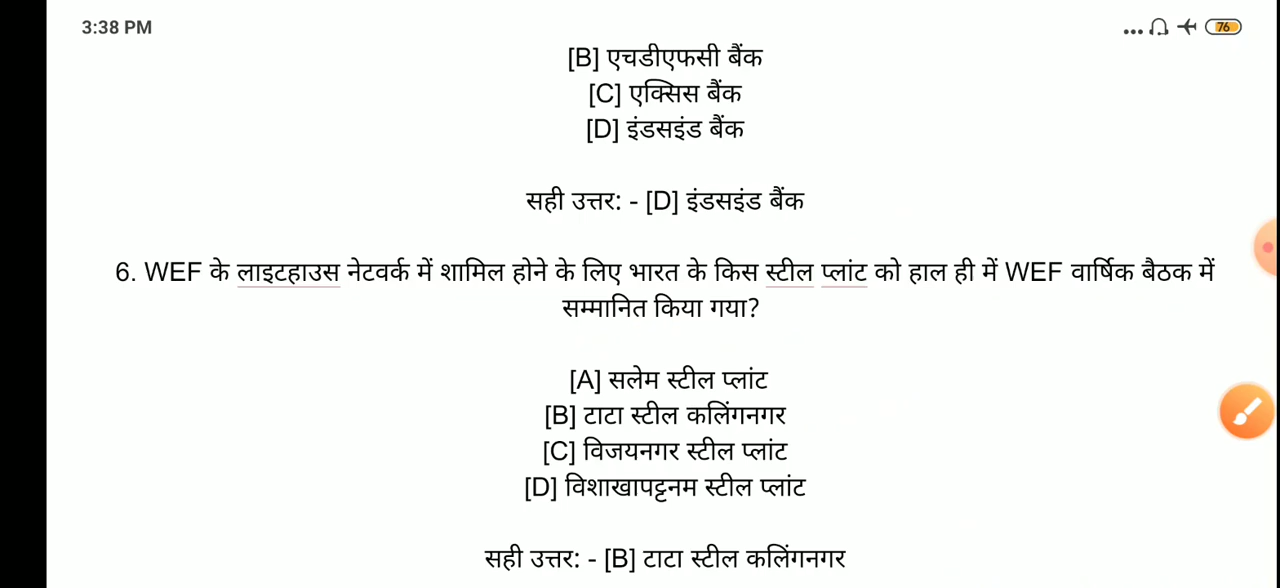 3:38 PM
76
[B] एचडीएफसी बैंक
[C] एक्सिस बैंक
[D] इंडसइंड बैंक
सही उत्तर: - [D] इंडसइंड बैंक
6. WEF के लाइटहाउस नेटवर्क में शामिल होने के लिए भारत के किस स्टील प्लांट को हाल ही में WEF वार्षिक बैठक में
सम्मानित किया गया?
[A] सलेम स्टील प्लांट
[B] टाटा स्टील कलिंगनगर
[C] विजयनगर स्टील प्लांट
[D] विशाखापट्टनम स्टील प्लांट
सही उत्तर: - [B] टाटा स्टील कलिंगनगर